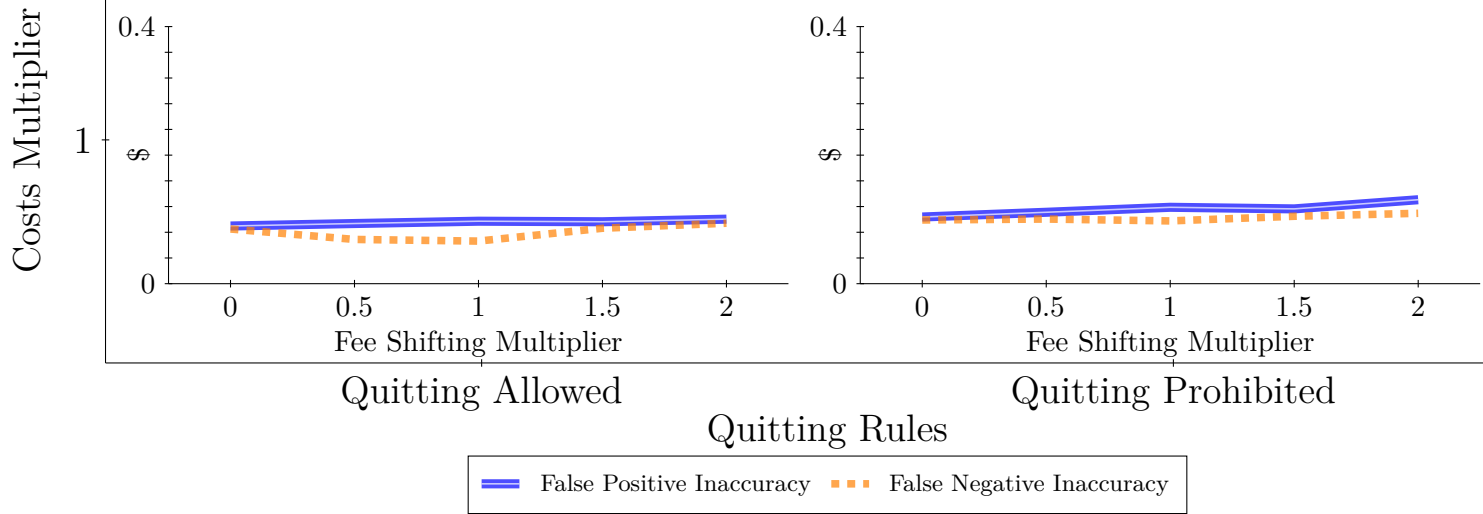 Costs Multiplier
1
0.4
$
0
0 0.5 1 1.5 2
Fee Shifting Multiplier
0.4
$
0
0 0.5 1 1.5 2
Fee Shifting Multiplier
Quitting Allowed
Quitting Prohibited
Quitting Rules
False Positive Inaccuracy
False Negative Inaccuracy